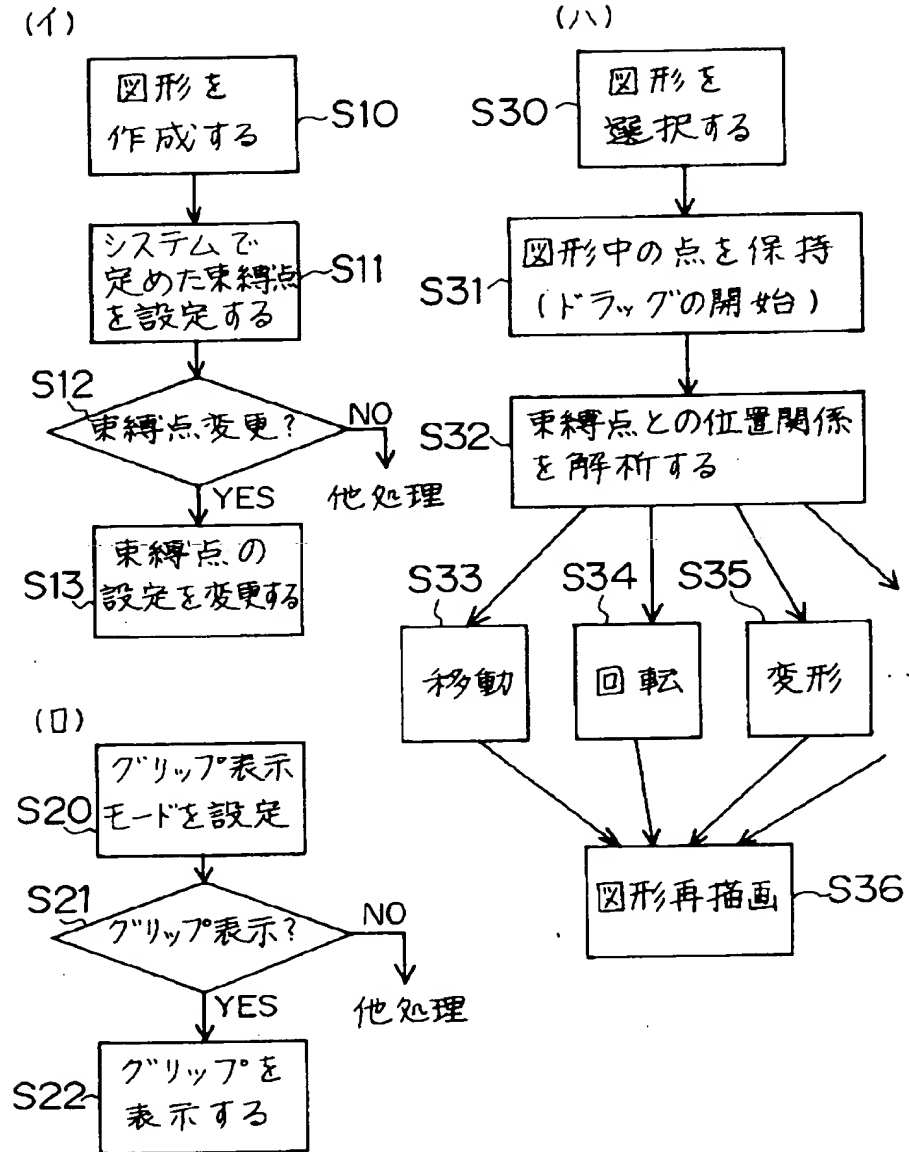 (イ)
図形を
作成する
S10
システムで
定めた束縛点
を設定する
S11
S12
束縛点変更?
NO
他処理
YES
束縛点の
設定を変更する
S13
(ロ)
グリップ表示
モードを設定
S20
S21
グリップ表示?
NO
他処理
YES
グリップを
表示する
S22
(ハ)
S30
図形を
選択する
S31
図形中の点を保持
(ドラッグの開始)
S32
束縛点との位置関係
を解析する
S33
移動
S34
回転
S35
変形
‥
図形再描画
S36